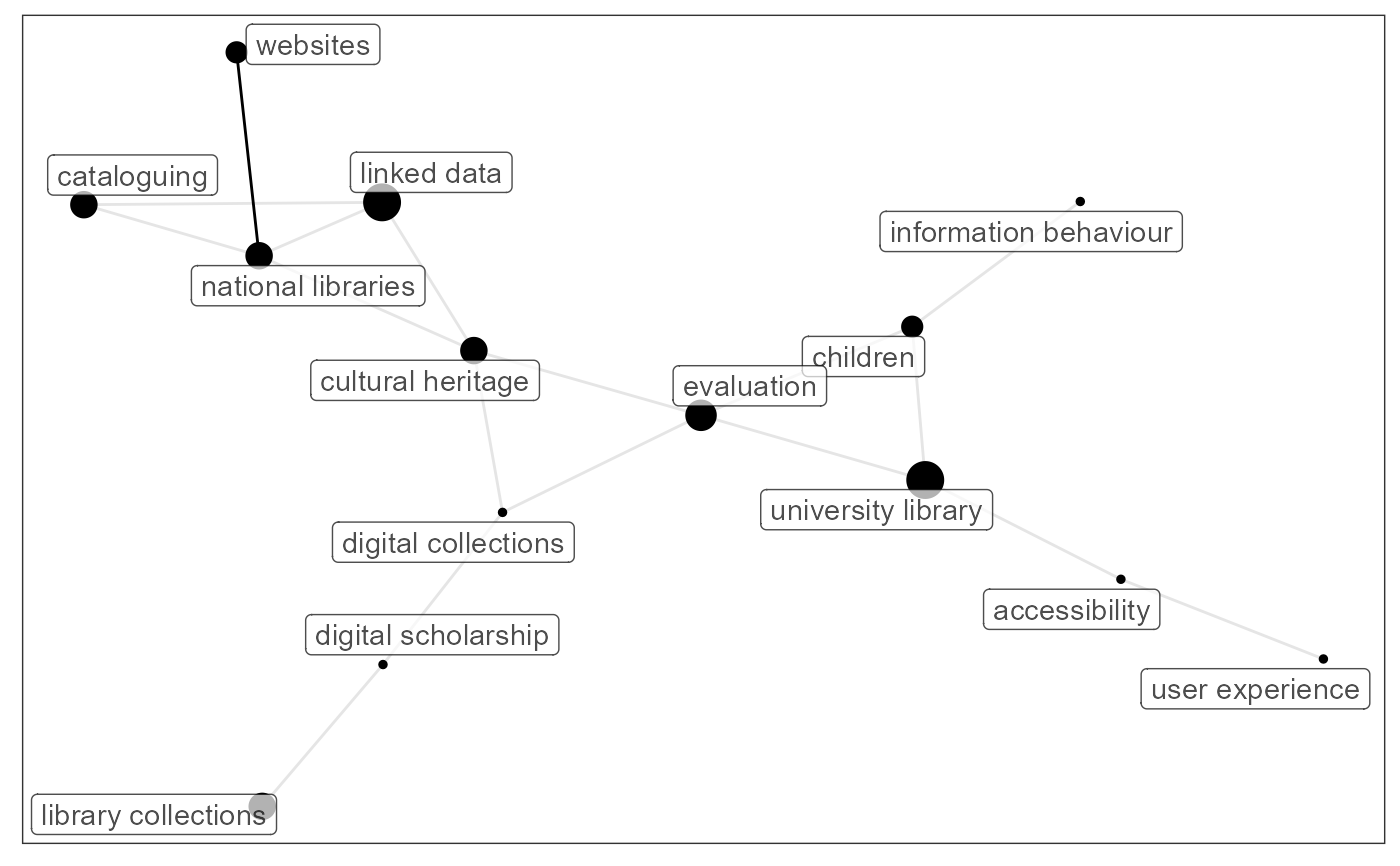 websites
cataloguing
linked data
information behaviour
national libraries
children
cultural heritage
evaluation
university library
digital collections
accessibility
digital scholarship
user experience
library collections